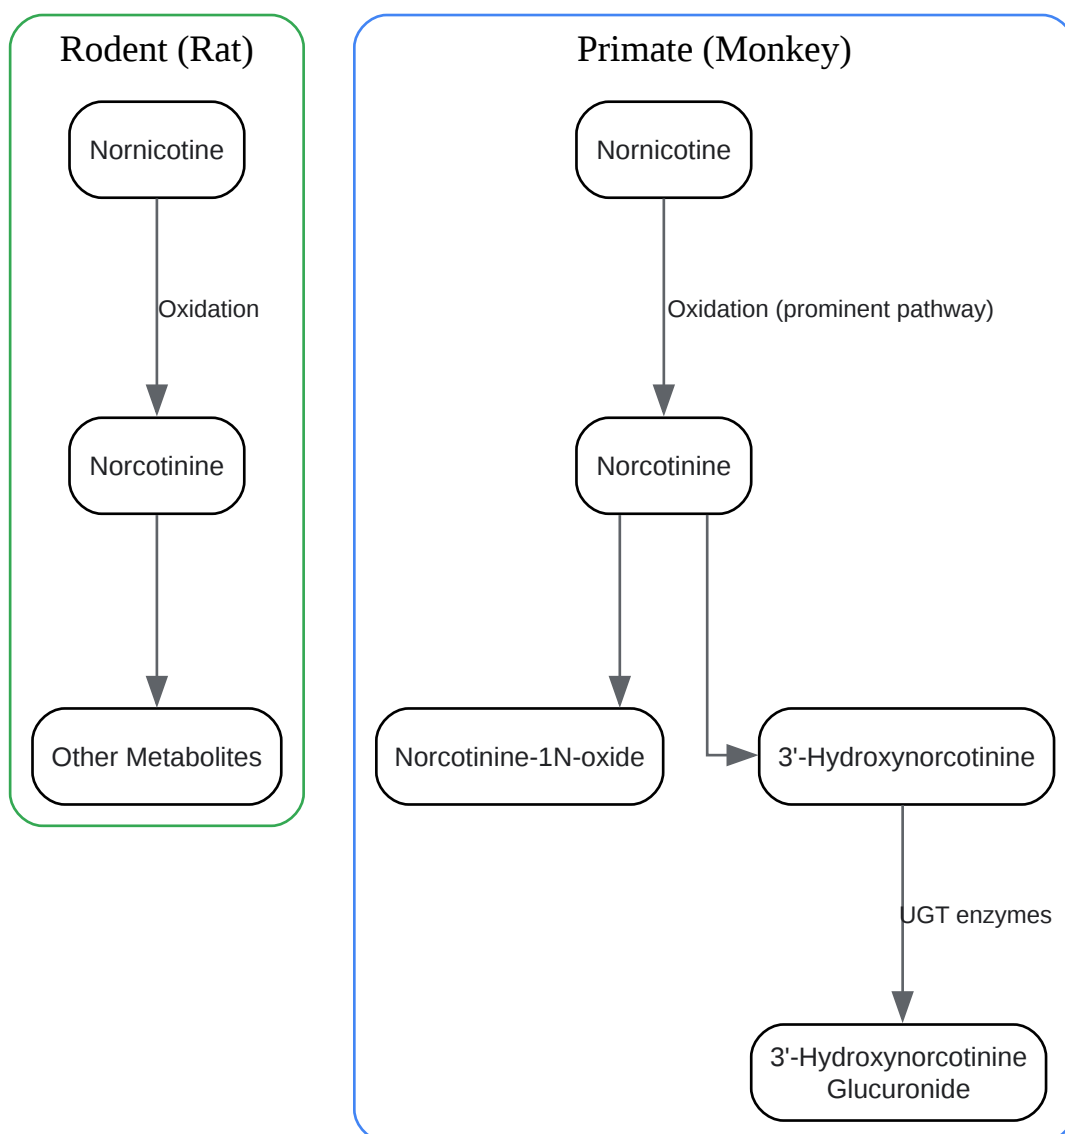 Rodent (Rat)
Nornicotine
Oxidation
Norcotinine
Other Metabolites
Primate (Monkey)
Nornicotine
Oxidation (prominent pathway)
Norcotinine
Norcotinine-1N-oxide
3'-Hydroxynorcotinine
UGT enzymes
3'-Hydroxynorcotinine
Glucuronide